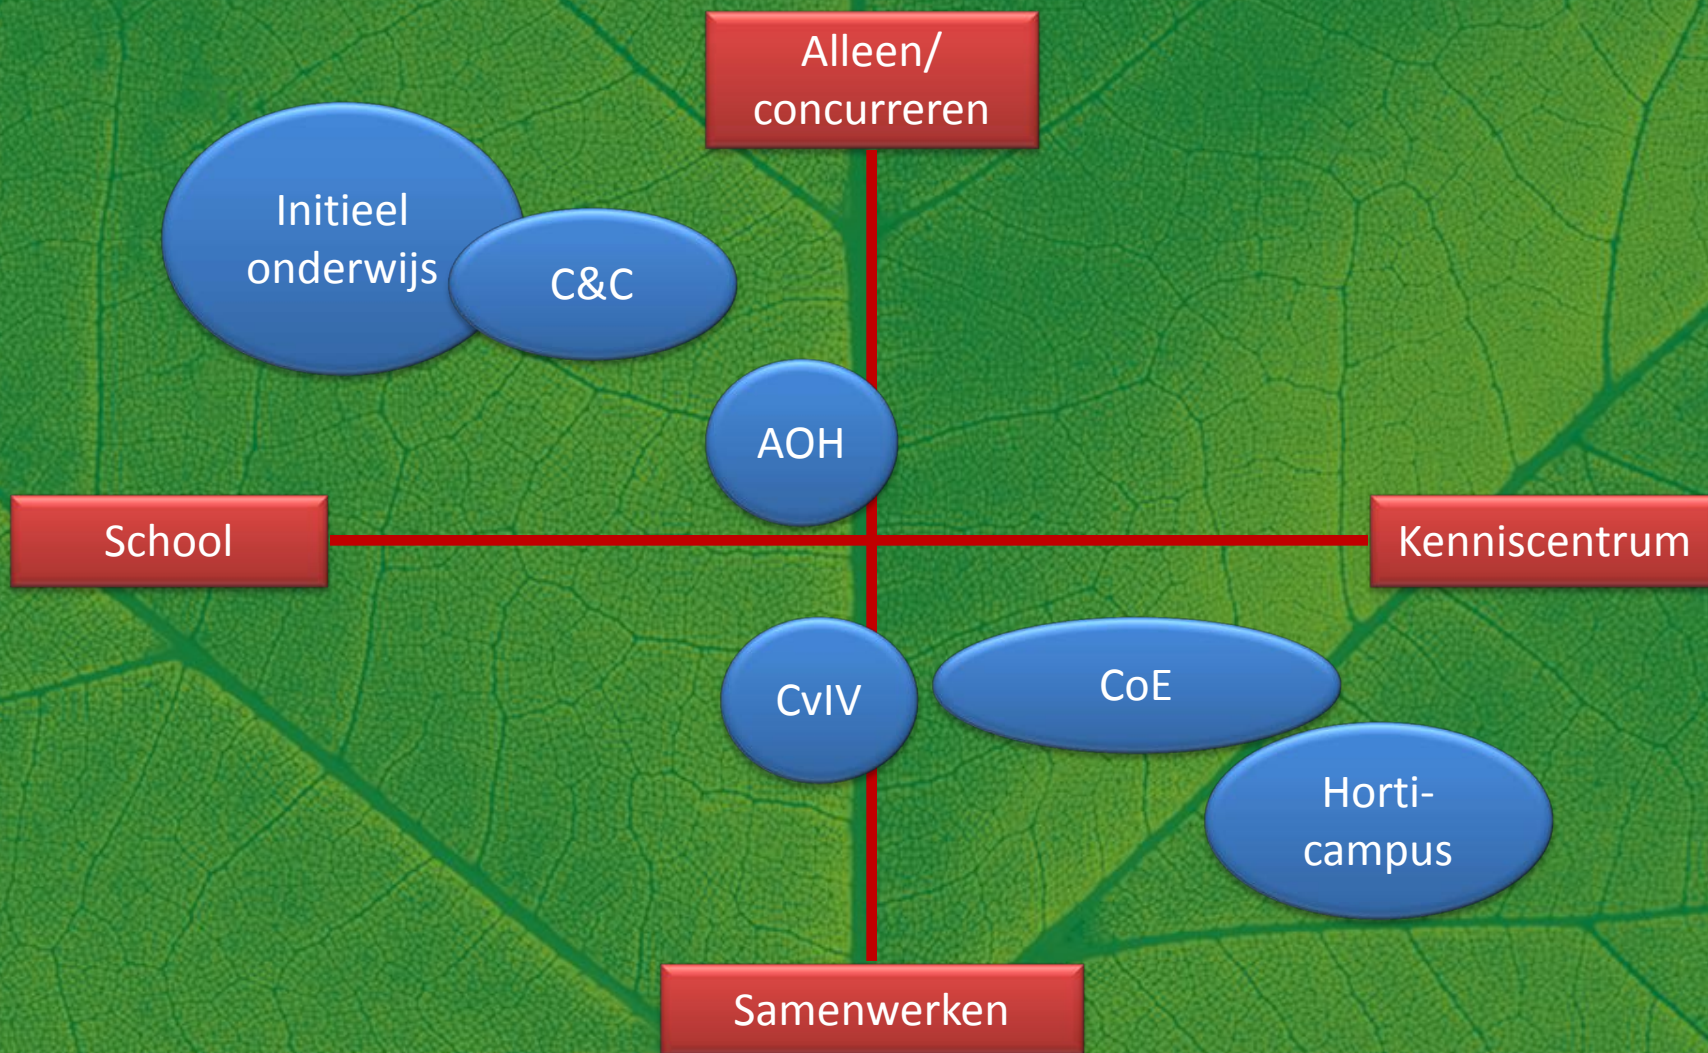 Alleen/
concurreren
Initieel
onderwijs
C&C
AOH
School
Kenniscentrum
CvIV
CoE
Horti-
campus
Samenwerken